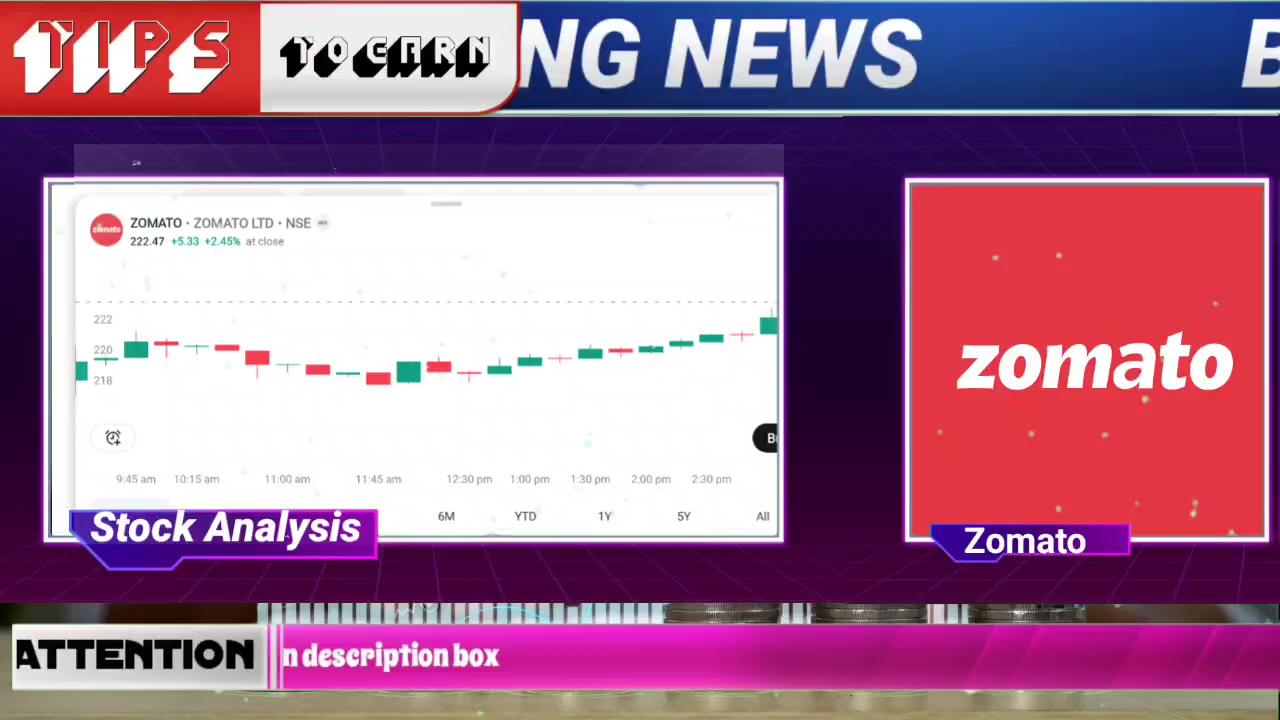 TIPS
TO EARN
NG NEWS
B
ZOMATO • ZOMATO LTD • NSE
222.47 +5.33 +2.45% at close
222
220
218
9:45 am 10:15 am 11:00 am 11:45 am 12:30 pm 1:00 pm 1:30 pm 2:00 pm 2:30 pm
6M YTD 1Y 5Y All
Stock Analysis
zomato
zomato
Zomato
ATTENTION
n description box